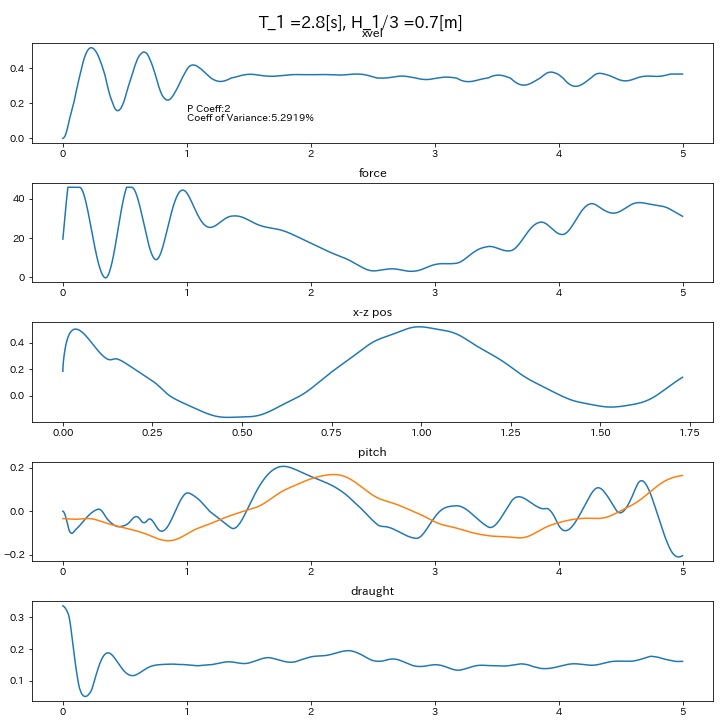 T_1 =2.8[s], H_1/3 =0.7[m]
xvel
0.4
0.2
0.0
P Coeff:2
Coeff of Variance:5.2919%
0 1 2 3 4 5
force
40
20
0
0 1 2 3 4 5
x-z pos
0.4
0.2
0.0
0.00 0.25 0.50 0.75 1.00 1.25 1.50 1.75
pitch
0.2
0.0
−0.2
0 1 2 3 4 5
draught
0.3
0.2
0.1
0 1 2 3 4 5